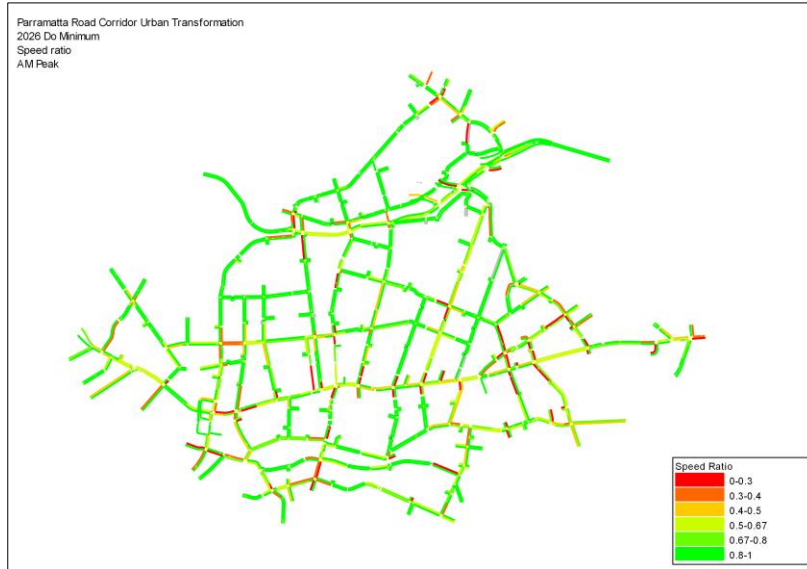 Parramatta Road Corridor Urban Transformation
2026 Do Minimum
Speed ratio
AM Peak
Speed Ratio
0-0.3
0.3-0.4
0.4-0.5
0.5-0.67
0.67-0.8
0.8-1